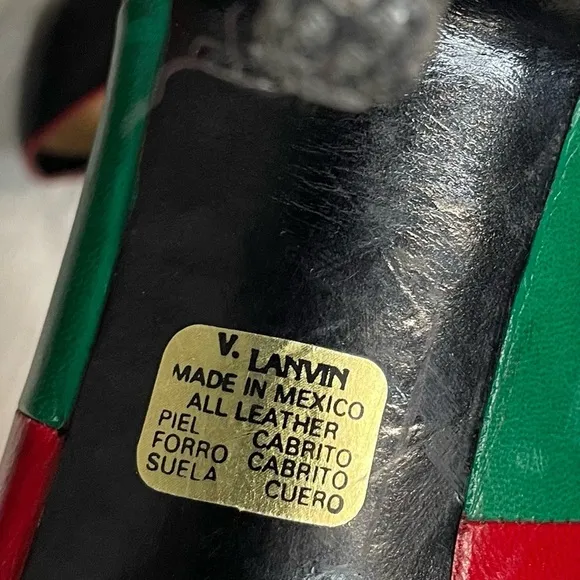 V. LANVIN
MADE IN MEXICO
ALL LEATHER
PIEL CABRITO
FORRO CABRITO
SUELA CUERO